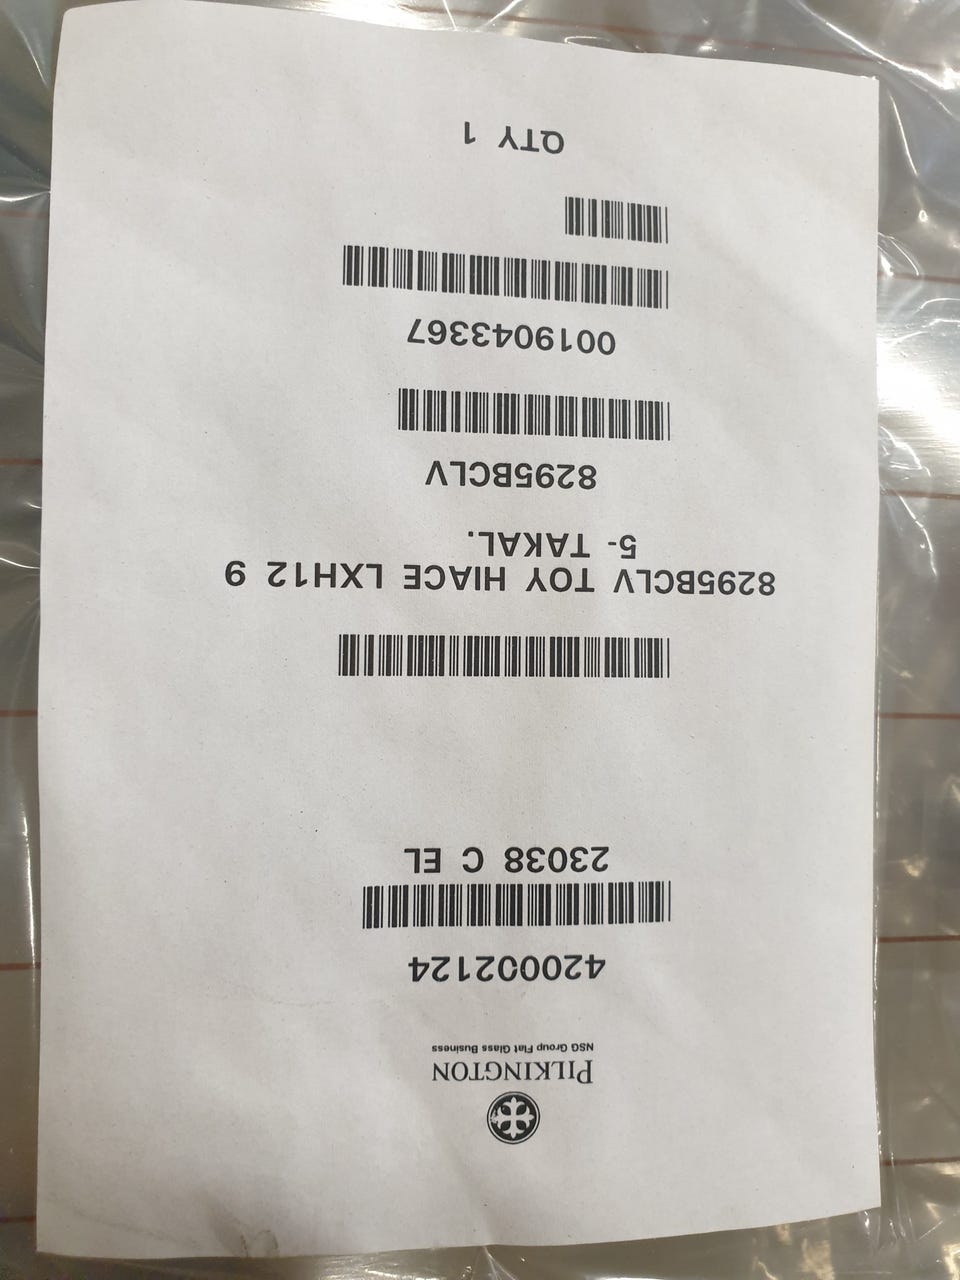 PILKINGTON
NSG Group Flat Glass Business
420002124
23038 C EL
8295BCLV TOY HIACE LXH12 9
5- TAKAL.
8295BCLV
0019043367
QTY 1